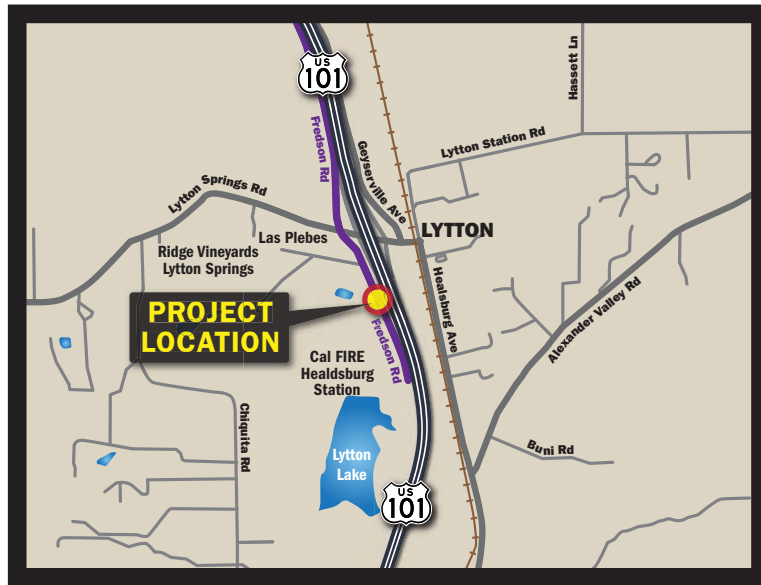 US
101
Hassett Ln
Fredson Rd
Geyserville Ave
Lytton Station Rd
Lytton Springs Rd
LYTTON
Las Plebes
Ridge Vineyards
Lytton Springs
Healsburg Ave
Alexander Valley Rd
PROJECT
LOCATION
Fredson Rd
Cal FIRE
Healdsburg
Station
Chiquita Rd
Buni Rd
Lytton
Lake
US
101